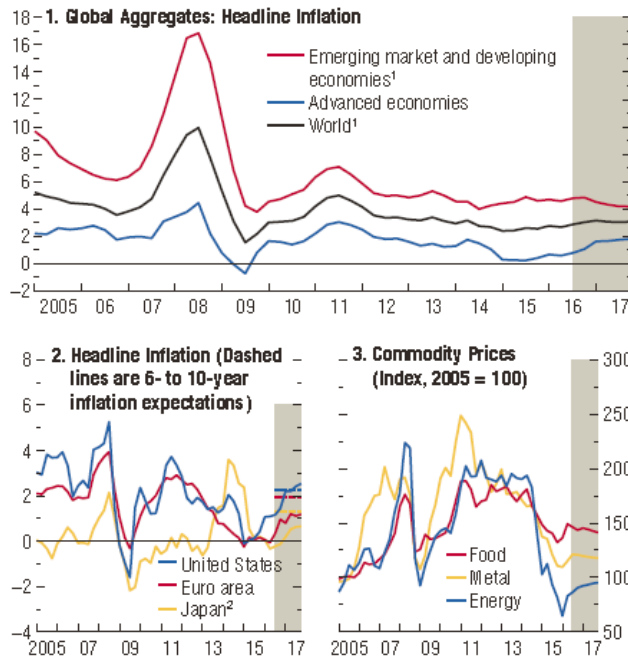 1. Global Aggregates: Headline Inflation
18
16
14
12
10
8
6
4
2
0
−2
Emerging market and developing
economies¹
Advanced economies
World¹
2005 06 07 08 09 10 11 12 13 14 15 16 17
2. Headline Inflation (Dashed
lines are 6- to 10-year
inflation expectations)
8
6
4
2
0
−2
−4
United States
Euro area
Japan²
2005 07 09 11 13 15 17
3. Commodity Prices
(Index, 2005 = 100)
300
250
200
150
100
50
Food
Metal
Energy
2005 07 09 11 13 15 17